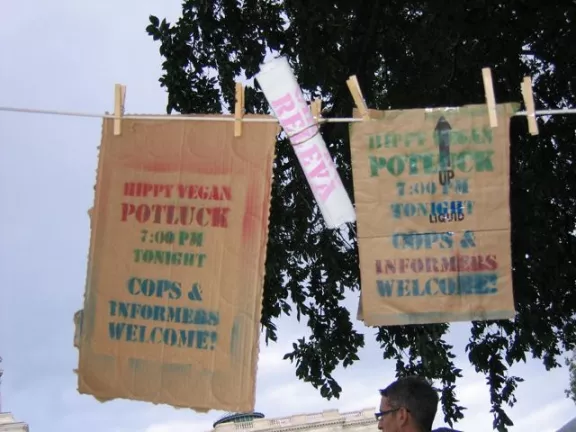 HIPPY VEGAN
POTLUCK
7:00 PM
TONIGHT
COPS &
INFORMERS
WELCOME!
HIPPY VEGAN
POTLUCK
UP
7:00 PM
TONIGHT
LIQUID
COPS &
INFORMERS
WELCOME!